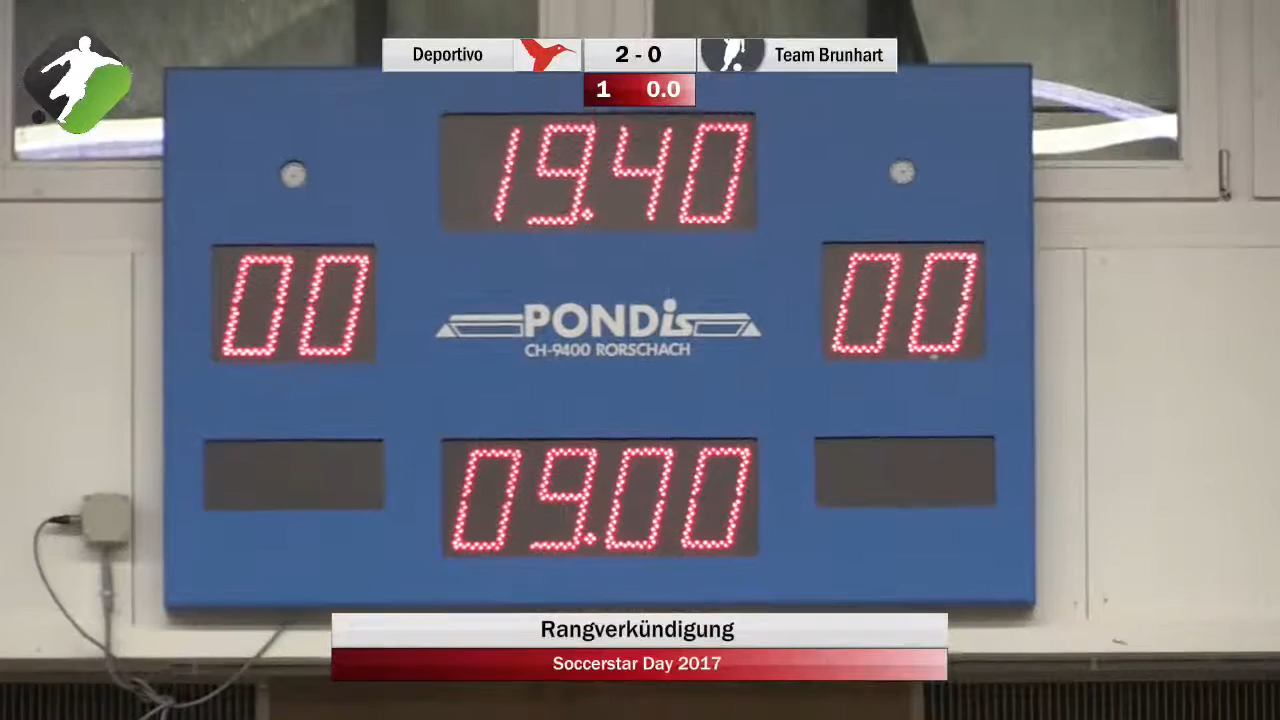 Deportivo 2 - 0 Team Brunhart
1 0.0
19.40
00 00
PONDis
CH-9400 RORSCHACH
09.00
Rangverkündigung
Soccerstar Day 2017